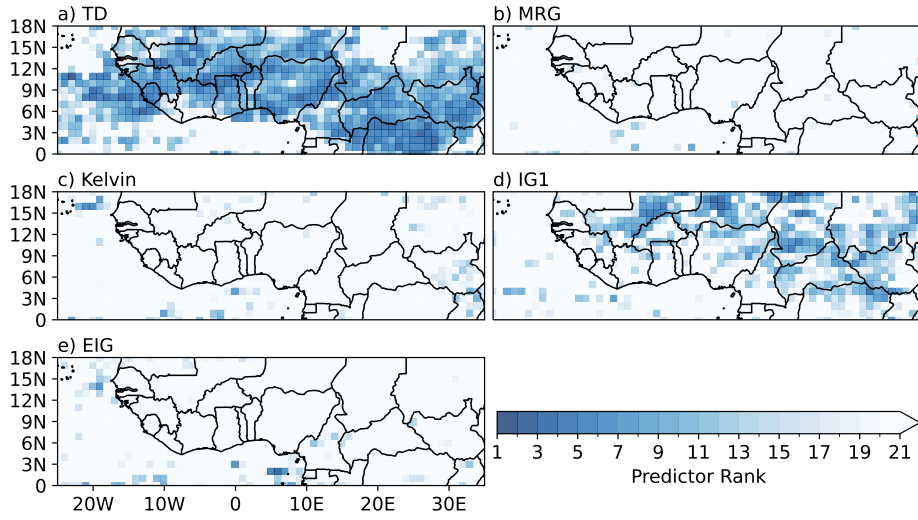 a) TD
b) MRG
18N
15N
12N
9N
6N
3N
0
c) Kelvin
d) IG1
18N
15N
12N
9N
6N
3N
0
e) EIG
18N
15N
12N
9N
6N
3N
0
20W 10W 0 10E 20E 30E
1 3 5 7 9 11 13 15 17 19 21
Predictor Rank